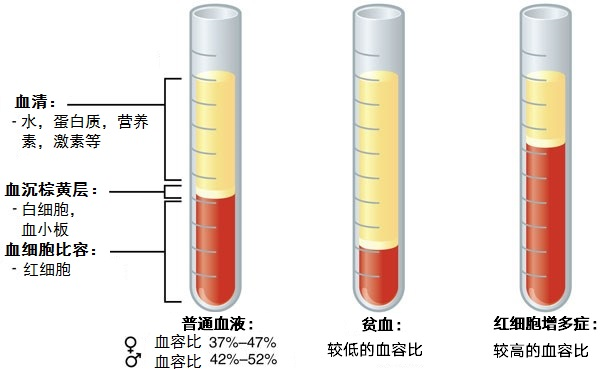 血清：
- 水，蛋白质，营养
素，激素等
血沉棕黄层：
- 白细胞，
血小板
血细胞比容：
- 红细胞
普通血液：
♀ 血容比 37%–47%
♂ 血容比 42%–52%
贫血：
较低的血容比
红细胞增多症：
较高的血容比